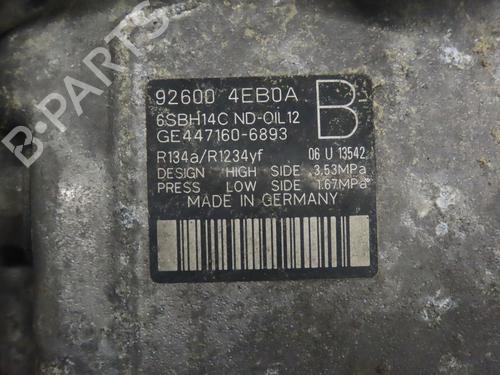 B-PARTS
92600 4EB0A
B
6SBH14C ND-OIL12
GE447160-6893
R134a/R1234yf 06 U 13542
DESIGN HIGH SIDE 3.53MPa
PRESS LOW SIDE 1.67MPa
MADE IN GERMANY